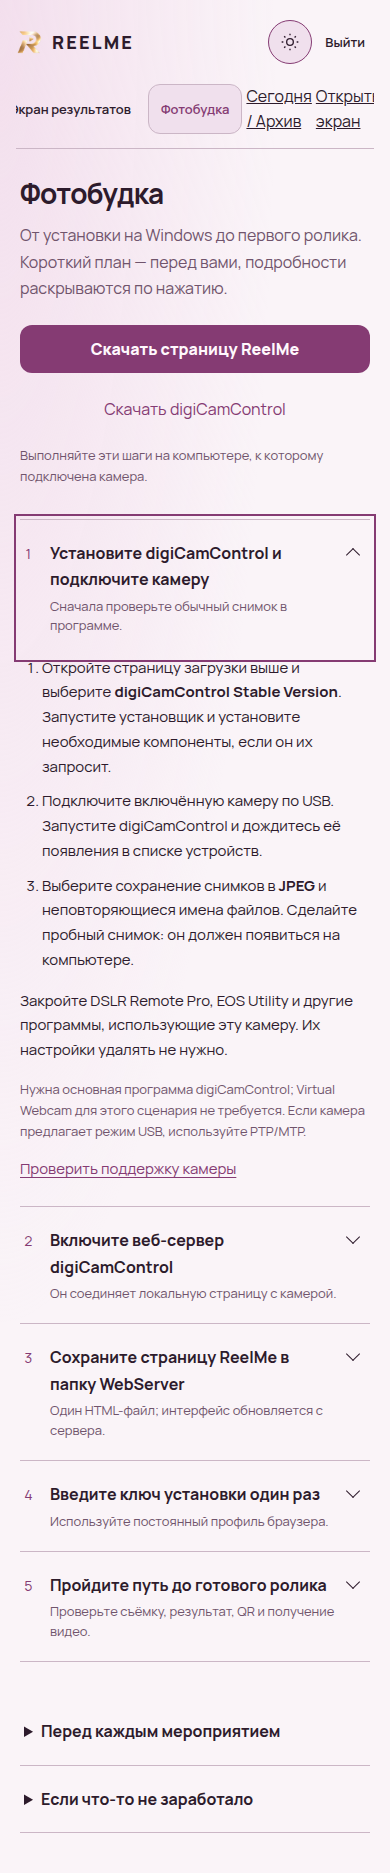 REELME
Выйти
Экран результатов
Фотобудка
Сегодня / Архив
Открыть экран
Фотобудка
От установки на Windows до первого ролика.
Короткий план — перед вами, подробности
раскрываются по нажатию.
Скачать страницу ReelMe
Скачать digiCamControl
Выполняйте эти шаги на компьютере, к которому
подключена камера.
1 Установите digiCamControl и
подключите камеру
Сначала проверьте обычный снимок в
программе.
1. Откройте страницу загрузки выше и
выберите digiCamControl Stable Version.
Запустите установщик и установите
необходимые компоненты, если он их
запросит.
2. Подключите включённую камеру по USB.
Запустите digiCamControl и дождитесь её
появления в списке устройств.
3. Выберите сохранение снимков в JPEG и
неповторяющиеся имена файлов. Сделайте
пробный снимок: он должен появиться на
компьютере.
Закройте DSLR Remote Pro, EOS Utility и другие
программы, использующие эту камеру. Их
настройки удалять не нужно.
Нужна основная программа digiCamControl; Virtual
Webcam для этого сценария не требуется. Если камера
предлагает режим USB, используйте PTP/MTP.
Проверить поддержку камеры
2 Включите веб-сервер
digiCamControl
Он соединяет локальную страницу с камерой.
3 Сохраните страницу ReelMe в
папку WebServer
Один HTML-файл; интерфейс обновляется с
сервера.
4 Введите ключ установки один раз
Используйте постоянный профиль браузера.
5 Пройдите путь до готового ролика
Проверьте съёмку, результат, QR и получение
видео.
Перед каждым мероприятием
Если что-то не заработало